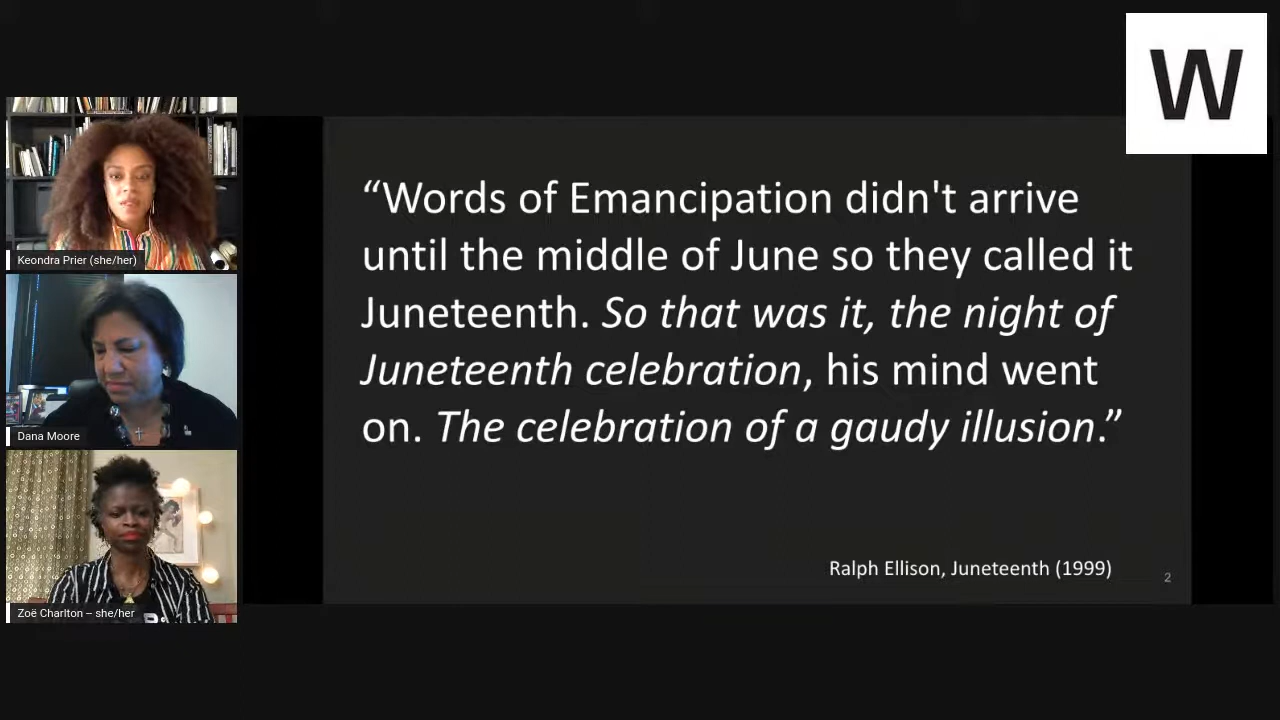 W
Keondra Prier (she/her)
Dana Moore
Zoë Charlton – she/her
“Words of Emancipation didn't arrive
until the middle of June so they called it
Juneteenth. So that was it, the night of
Juneteenth celebration, his mind went
on. The celebration of a gaudy illusion.”
Ralph Ellison, Juneteenth (1999)
2